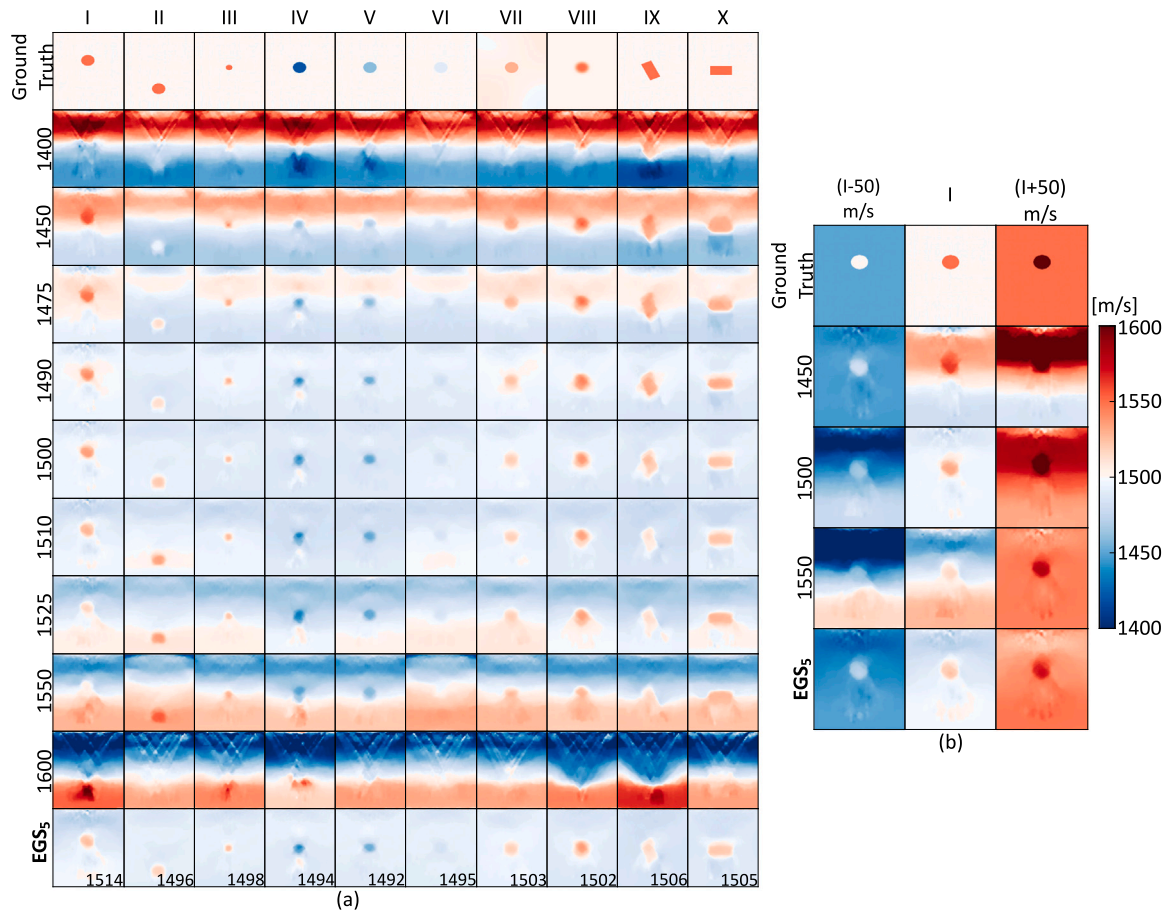 I II III IV V VI VII VIII IX X
Ground
Truth
1400
1450
1475
1490
1500
1510
1525
1550
1600
EGS5
1514 1496 1498 1494 1492 1495 1503 1502 1506 1505
(a)
(I-50)
m/s
I
(I+50)
m/s
Ground
Truth
1450
1500
1550
EGS5
[m/s]
1600
1550
1500
1450
1400
(b)